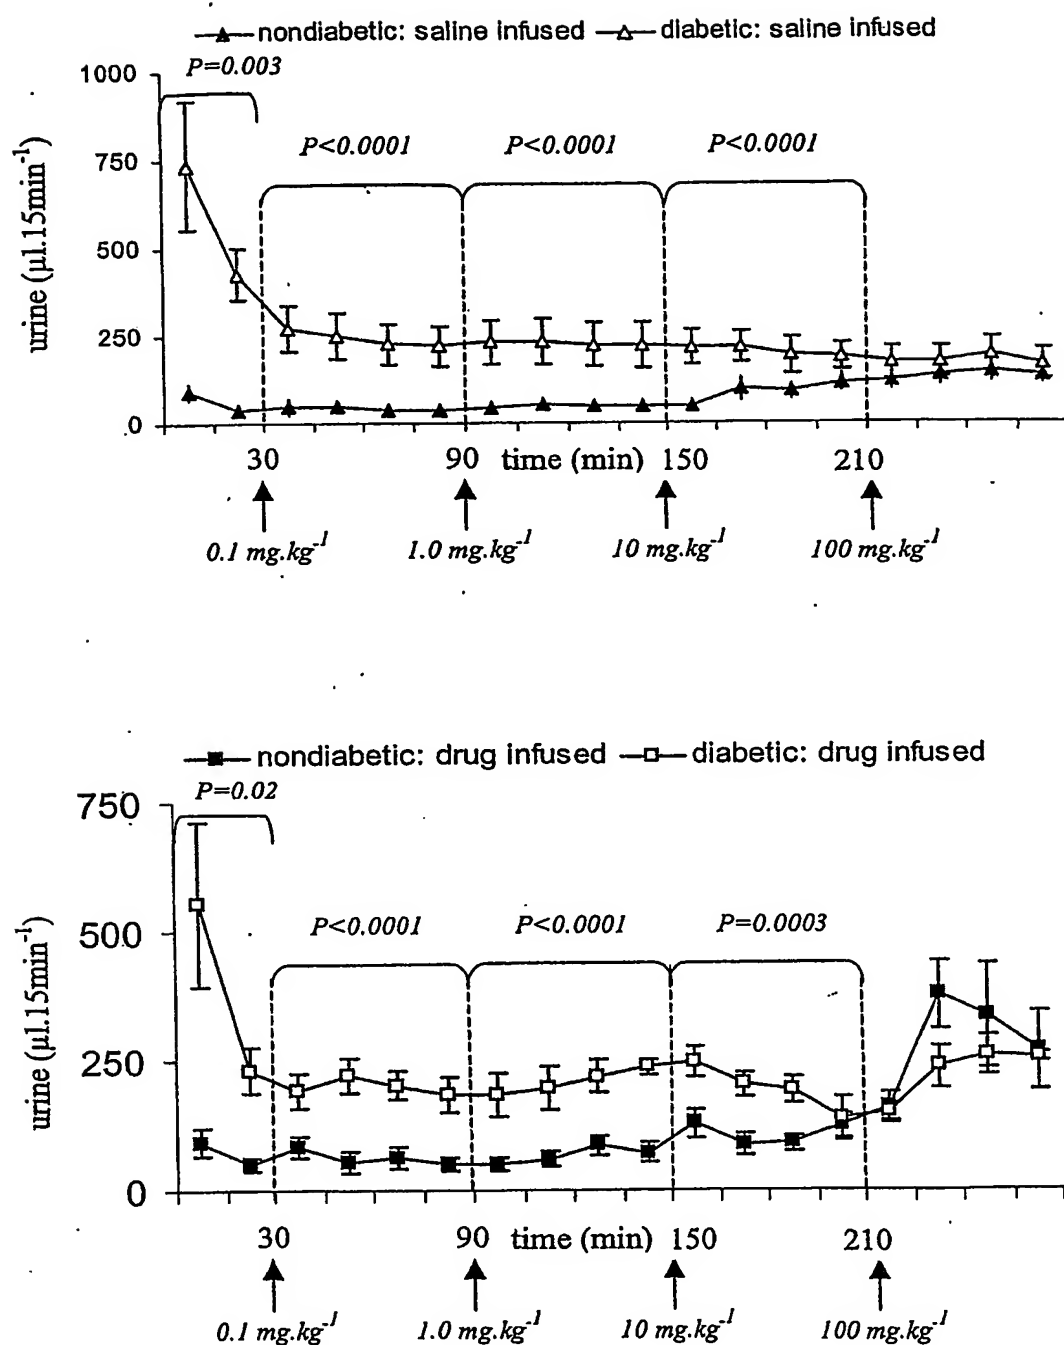 nondiabetic: saline infused diabetic: saline infused
P=0.003
1000
750
500
250
0
urine (µl.15min⁻¹)
P<0.0001 P<0.0001 P<0.0001
30 90 time (min) 150 210
0.1 mg.kg⁻¹ 1.0 mg.kg⁻¹ 10 mg.kg⁻¹ 100 mg.kg⁻¹
nondiabetic: drug infused diabetic: drug infused
P=0.02
750
500
250
0
urine (µl.15min⁻¹)
P<0.0001 P<0.0001 P=0.0003
30 90 time (min) 150 210
0.1 mg.kg⁻¹ 1.0 mg.kg⁻¹ 10 mg.kg⁻¹ 100 mg.kg⁻¹